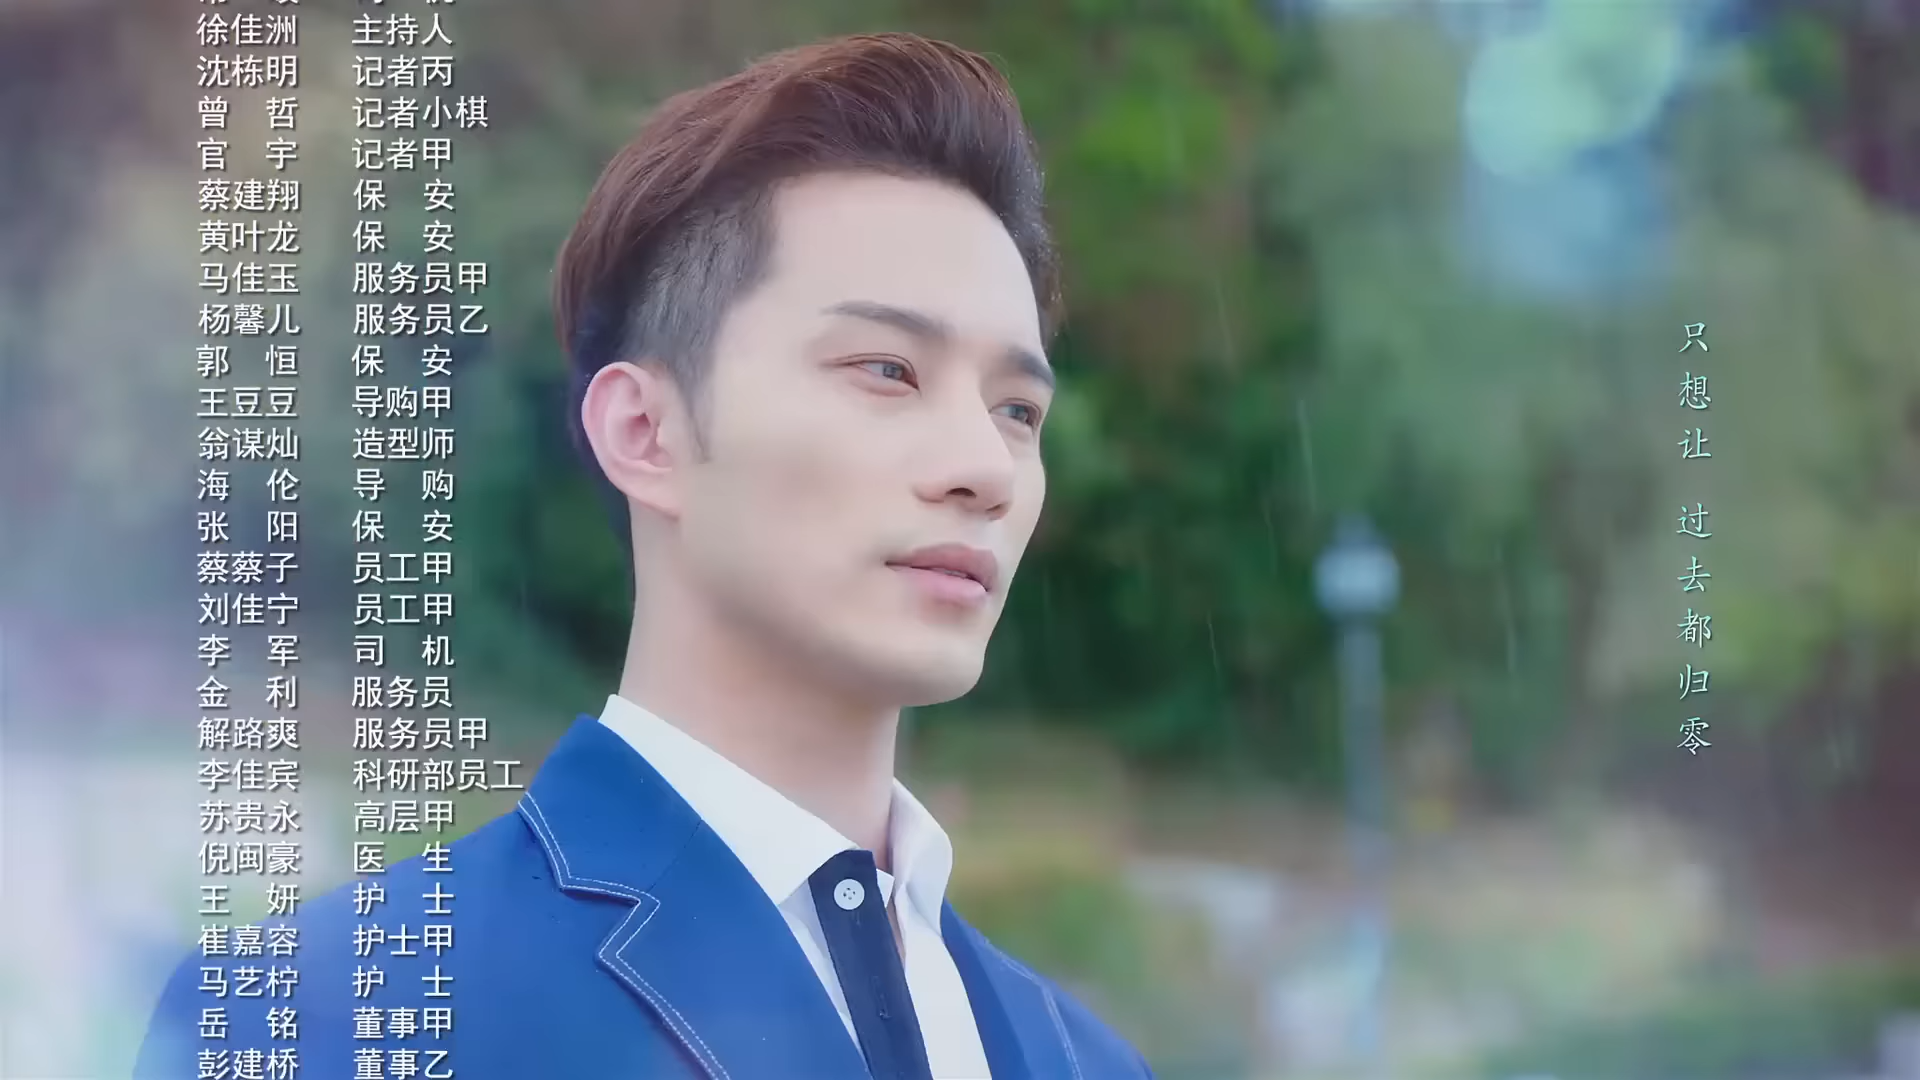 徐佳洲 主持人
沈栋明 记者丙
曾 哲 记者小棋
官 宇 记者甲
蔡建翔 保 安
黄叶龙 保 安
马佳玉 服务员甲
杨馨儿 服务员乙
郭 恒 保 安
王豆豆 导购甲
翁谋灿 造型师
海 伦 导 购
张 阳 保 安
蔡蔡子 员工甲
刘佳宁 员工甲
李 军 司 机
金 利 服务员
解路爽 服务员甲
李佳宾 科研部员工
苏贵永 高层甲
倪闽豪 医 生
王 妍 护 士
崔嘉容 护士甲
马艺柠 护 士
岳 铭 董事甲
彭建桥 董事乙
只想让 过去都归零